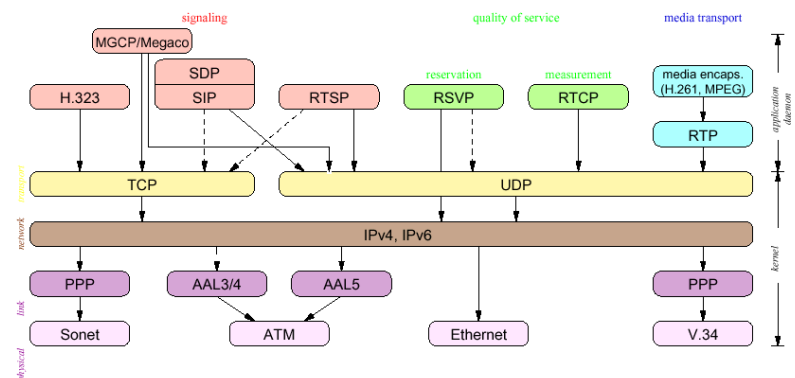 signaling
quality of service
media transport
MGCP/Megaco
SDP
SIP
H.323
RTSP
reservation
RSVP
measurement
RTCP
media encaps.
(H.261, MPEG)
RTP
application
daemon
transport
TCP
UDP
network
IPv4, IPv6
kernel
PPP
AAL3/4
AAL5
PPP
link
Sonet
ATM
Ethernet
V.34
physical